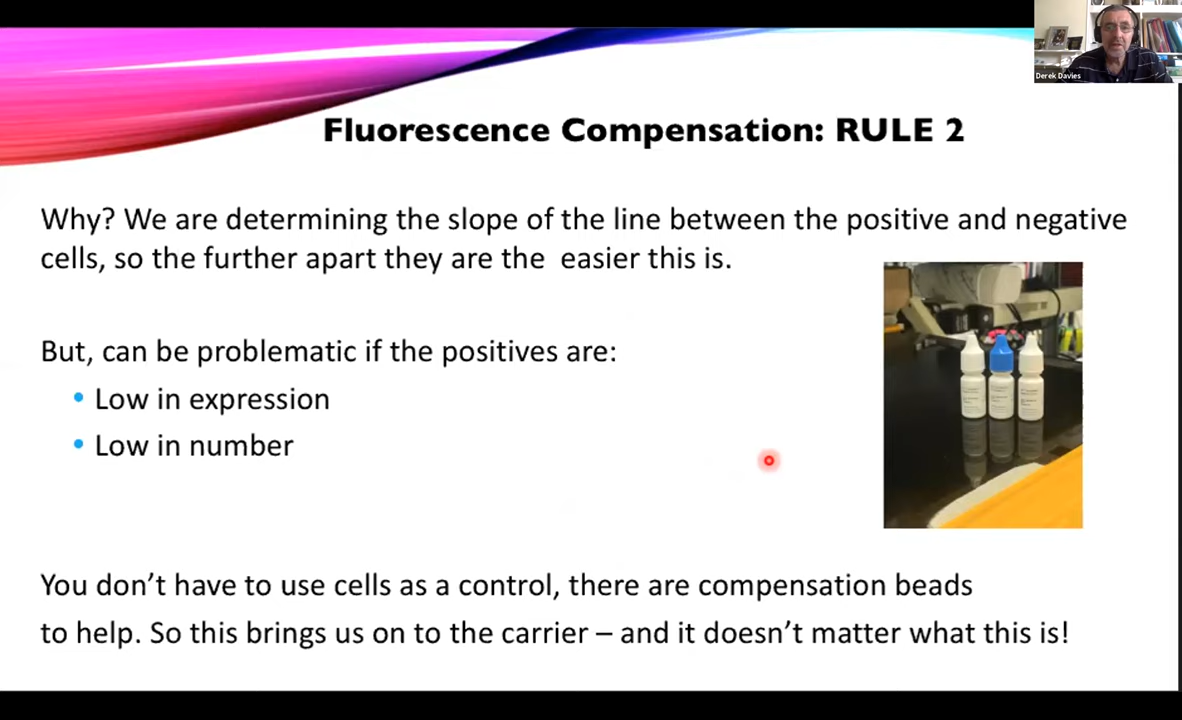 Derek Davies
Fluorescence Compensation: RULE 2
Why? We are determining the slope of the line between the positive and negative
cells, so the further apart they are the easier this is.
But, can be problematic if the positives are:
• Low in expression
• Low in number
You don’t have to use cells as a control, there are compensation beads
to help. So this brings us on to the carrier – and it doesn’t matter what this is!